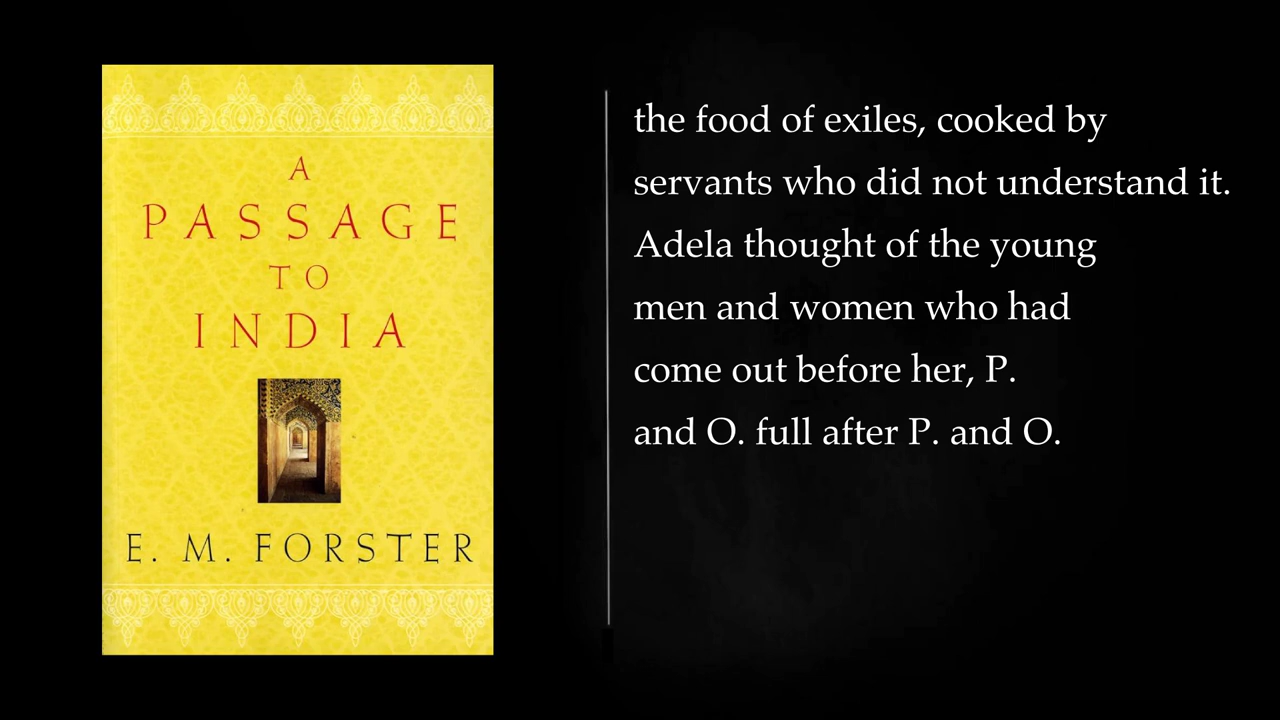 A
PASSAGE
TO
INDIA
E. M. FORSTER
the food of exiles, cooked by
servants who did not understand it.
Adela thought of the young
men and women who had
come out before her, P.
and O. full after P. and O.